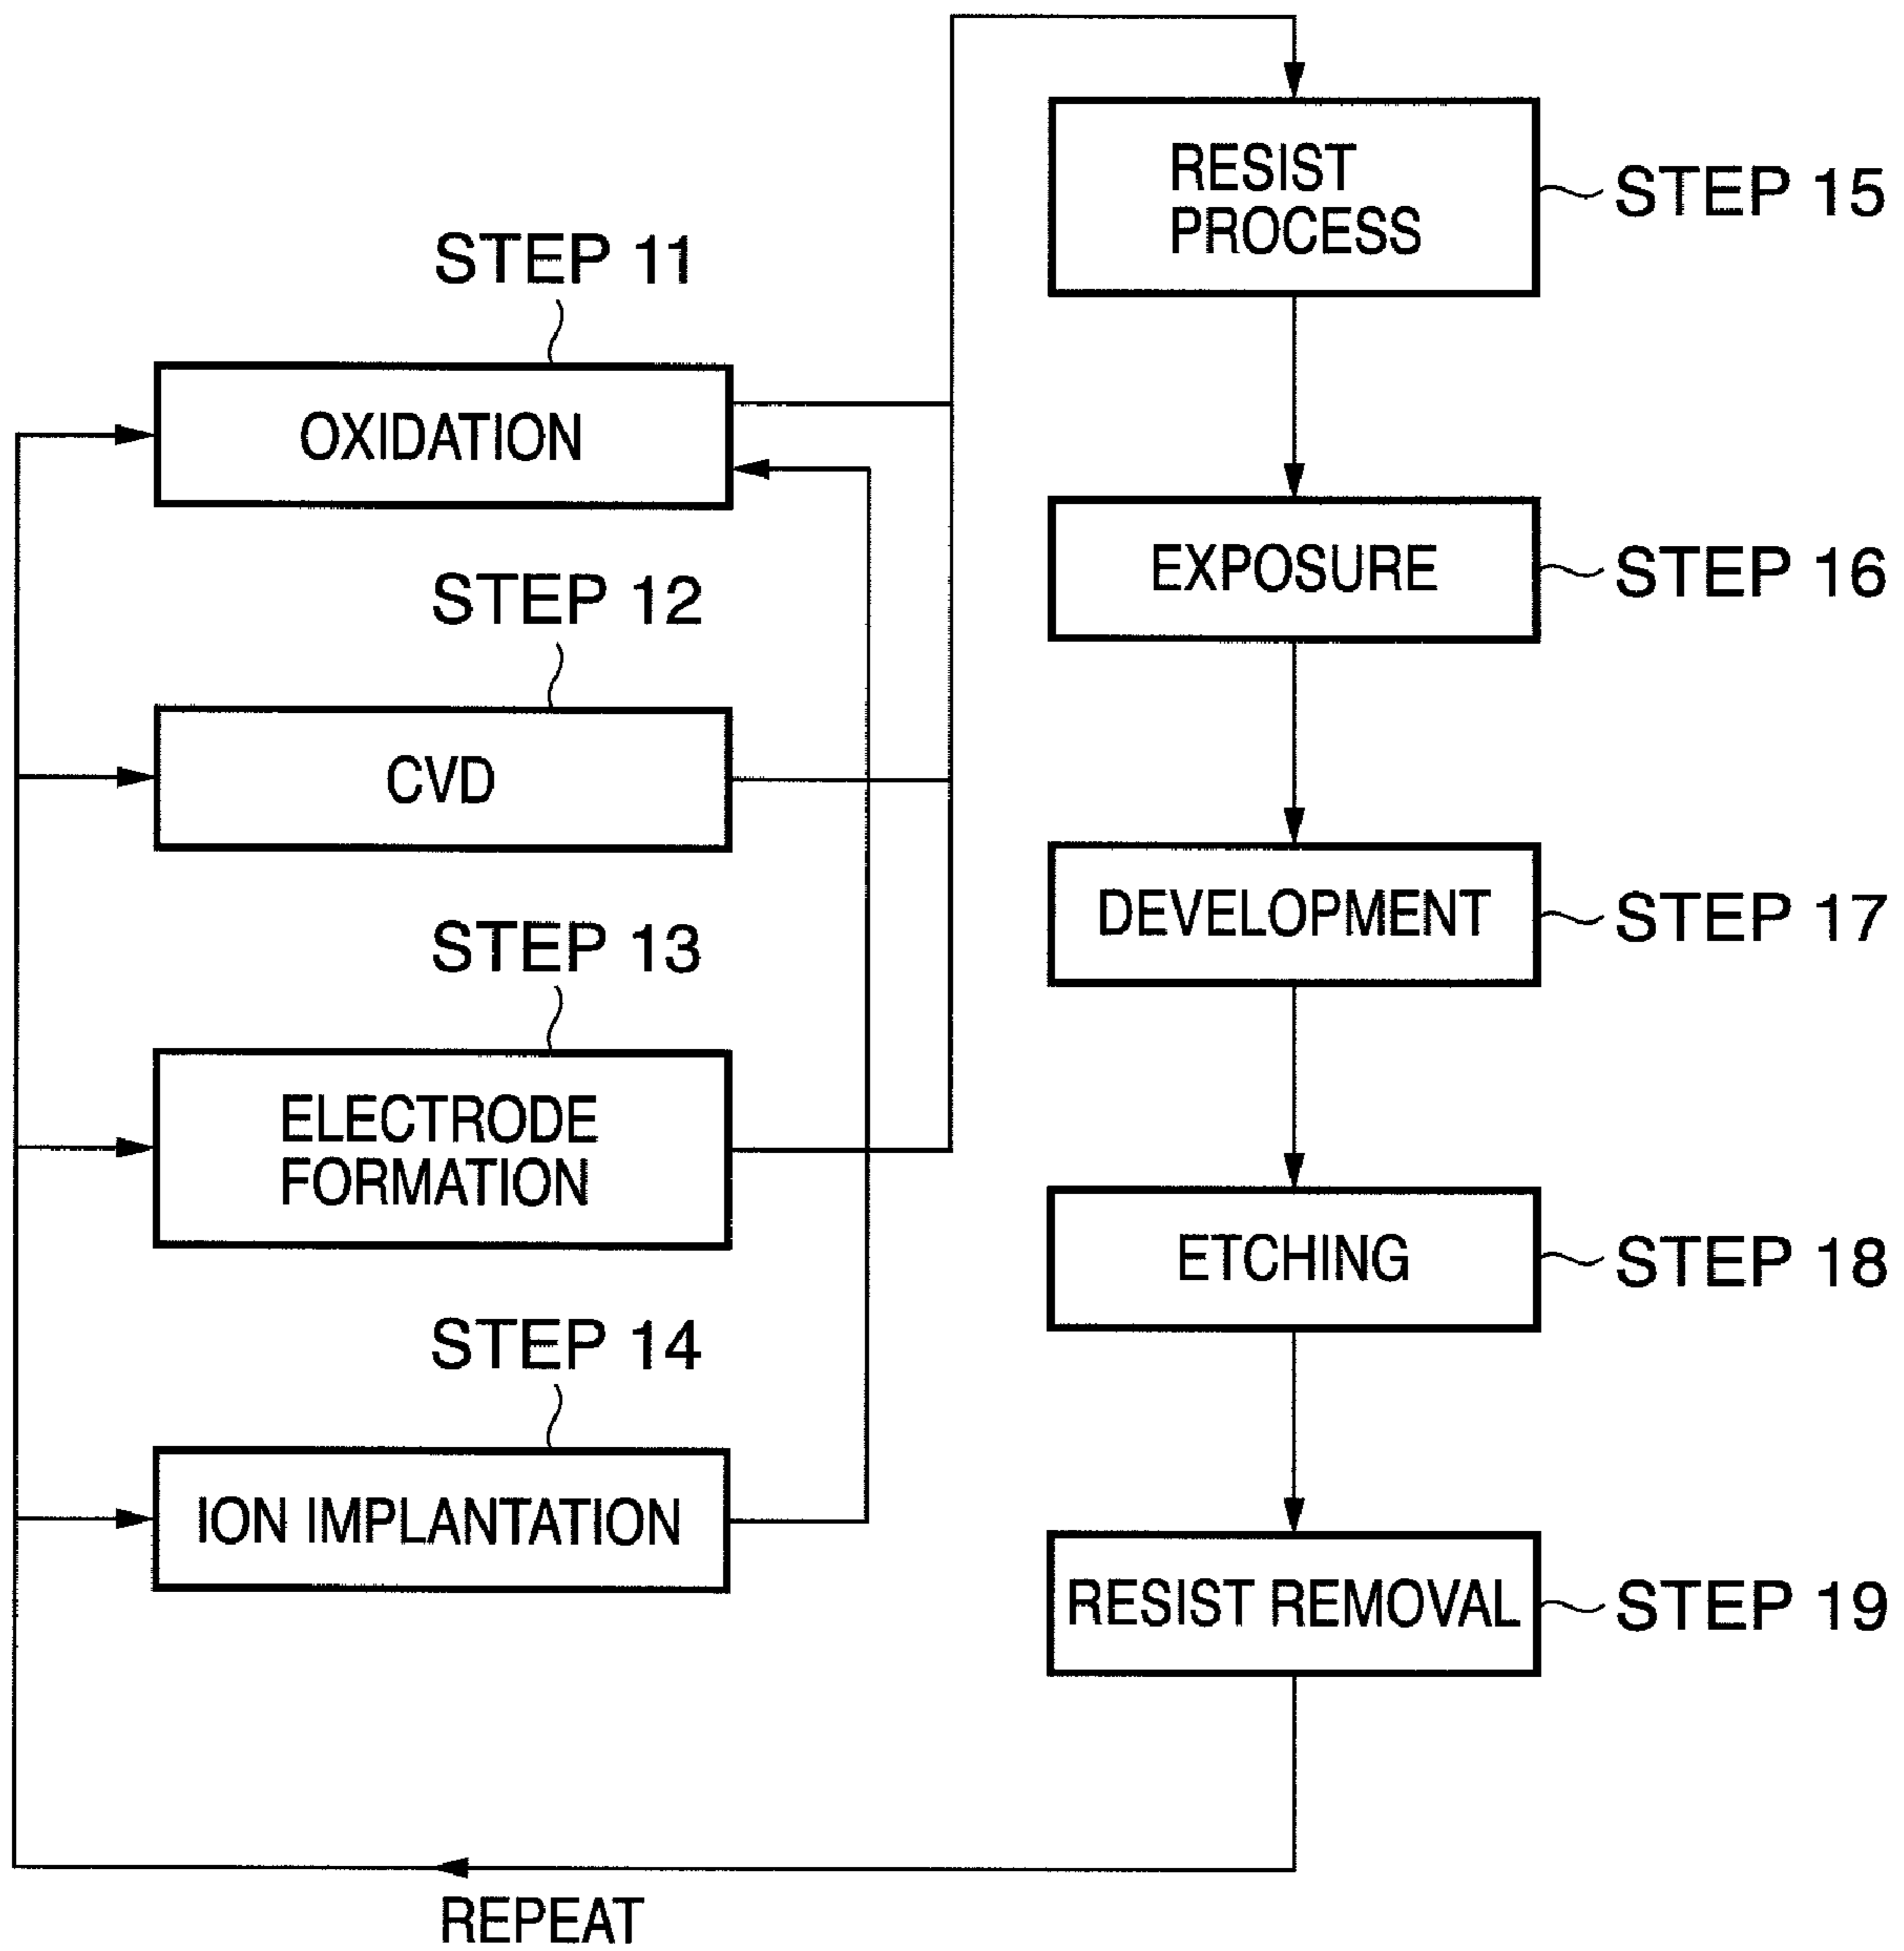 STEP 11
OXIDATION
STEP 12
CVD
STEP 13
ELECTRODE
FORMATION
STEP 14
ION IMPLANTATION
RESIST
PROCESS
STEP 15
EXPOSURE
STEP 16
DEVELOPMENT
STEP 17
ETCHING
STEP 18
RESIST REMOVAL
STEP 19
REPEAT